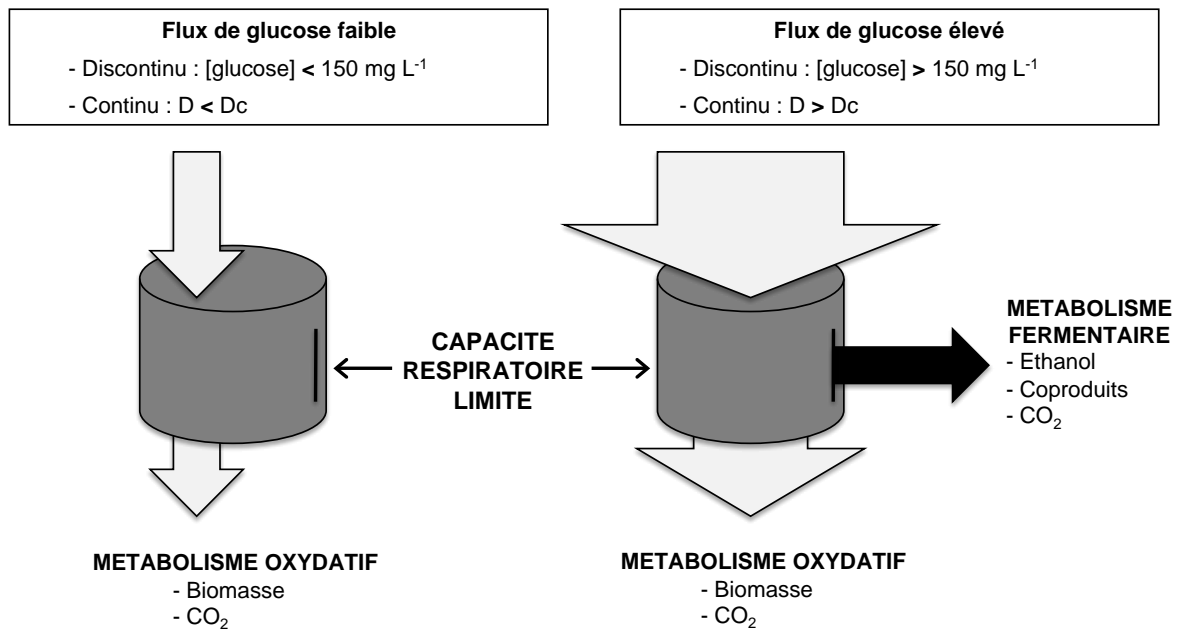 Flux de glucose faible
- Discontinu : [glucose] < 150 mg L⁻¹
- Continu : D < Dc
Flux de glucose élevé
- Discontinu : [glucose] > 150 mg L⁻¹
- Continu : D > Dc
CAPACITE
RESPIRATOIRE
LIMITE
METABOLISME
FERMENTAIRE
- Ethanol
- Coproduits
- CO₂
METABOLISME OXYDATIF
- Biomasse
- CO₂
METABOLISME OXYDATIF
- Biomasse
- CO₂